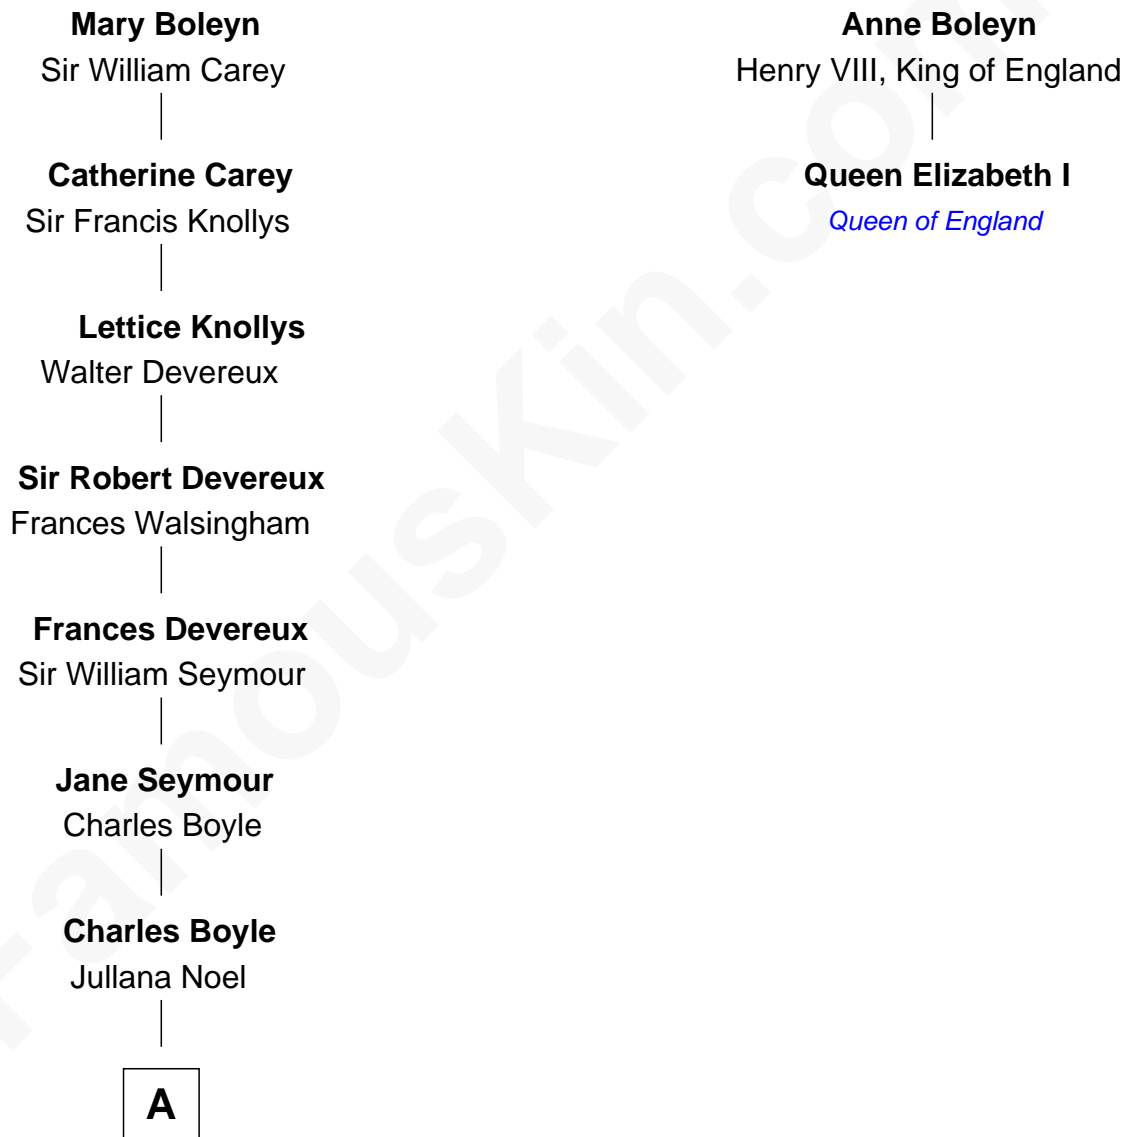 Mary Boleyn
Sir William Carey
Catherine Carey
Sir Francis Knollys
Lettice Knollys
Walter Devereux
Sir Robert Devereux
Frances Walsingham
Frances Devereux
Sir William Seymour
Jane Seymour
Charles Boyle
Charles Boyle
Jullana Noel
A
Anne Boleyn
Henry VIII, King of England
Queen Elizabeth I
Queen of England
FamousKin.com